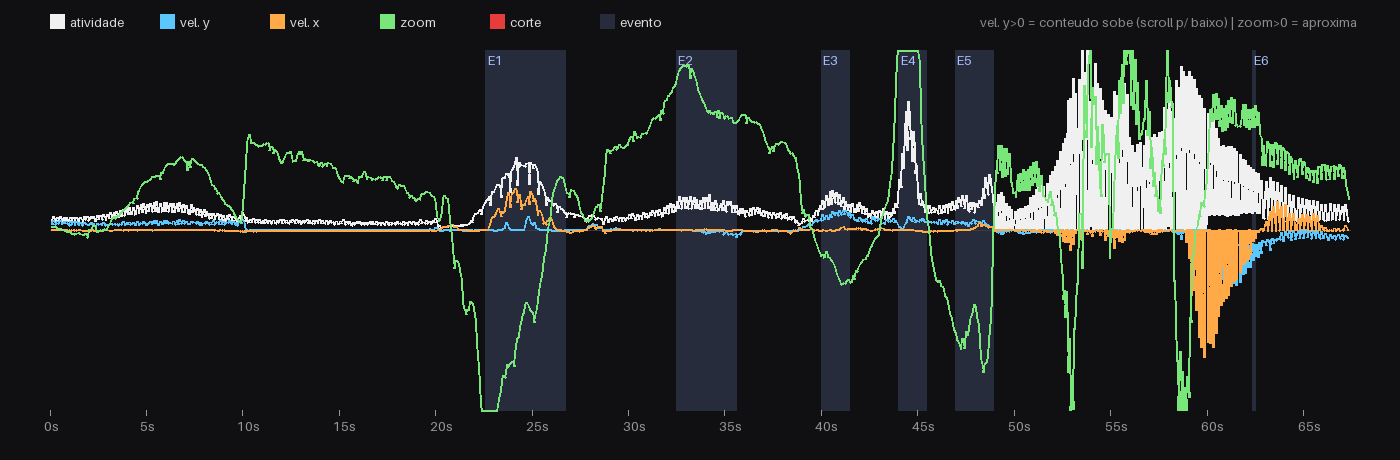 atividade vel. y vel. x zoom corte evento vel. y>0 = conteudo sobe (scroll p/ baixo) | zoom>0 = aproxima
E1 E2 E3 E4 E5 E6
0s 5s 10s 15s 20s 25s 30s 35s 40s 45s 50s 55s 60s 65s